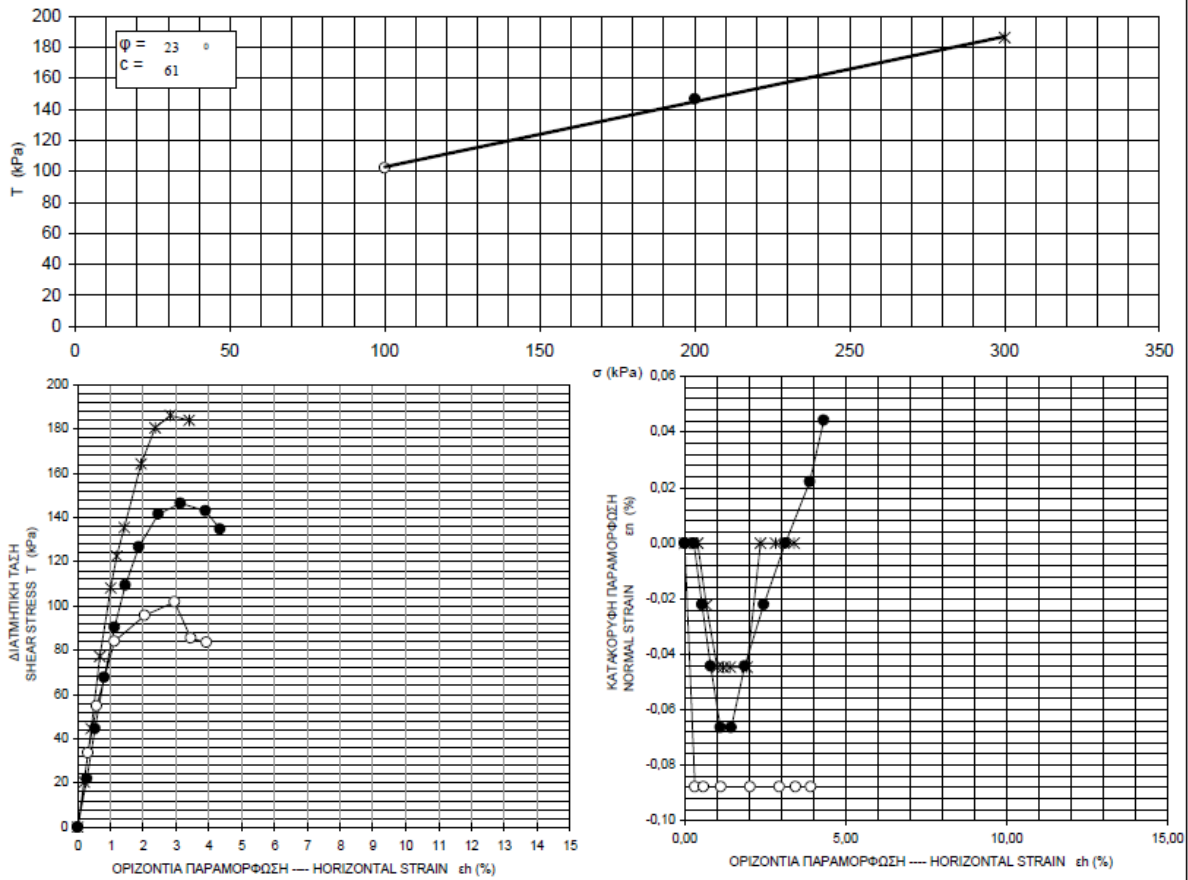 200
180
160
140
120
100
80
60
40
20
0
T (kPa)
φ = 23 °
c = 61
0 50 100 150 200 250 300 350
σ (kPa)
200
180
160
140
120
100
80
60
40
20
0
ΔΙΑΤΜΗΤΙΚΗ ΤΑΣΗ
SHEAR STRESS T (kPa)
0 1 2 3 4 5 6 7 8 9 10 11 12 13 14 15
ΟΡΙΖΟΝΤΙΑ ΠΑΡΑΜΟΡΦΩΣΗ ---- HORIZONTAL STRAIN εh (%)
0,06
0,04
0,02
0,00
-0,02
-0,04
-0,06
-0,08
-0,10
ΚΑΤΑΚΟΡΥΦΗ ΠΑΡΑΜΟΡΦΩΣΗ
NORMAL STRAIN εn (%)
0,00 5,00 10,00 15,00
ΟΡΙΖΟΝΤΙΑ ΠΑΡΑΜΟΡΦΩΣΗ ---- HORIZONTAL STRAIN εh (%)